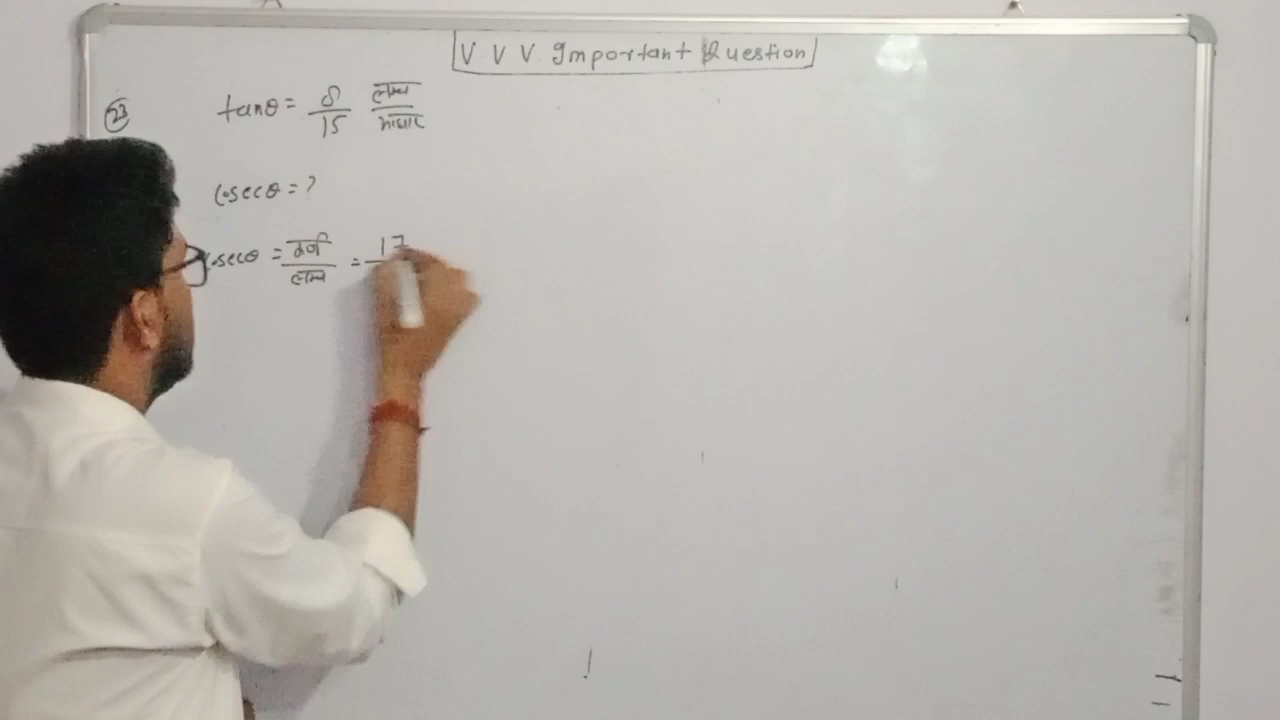 V V V Important Question
23 tanθ = 8/15 लम्ब/आधार
cosecθ = ?
cosecθ = कर्ण/लम्ब = 17